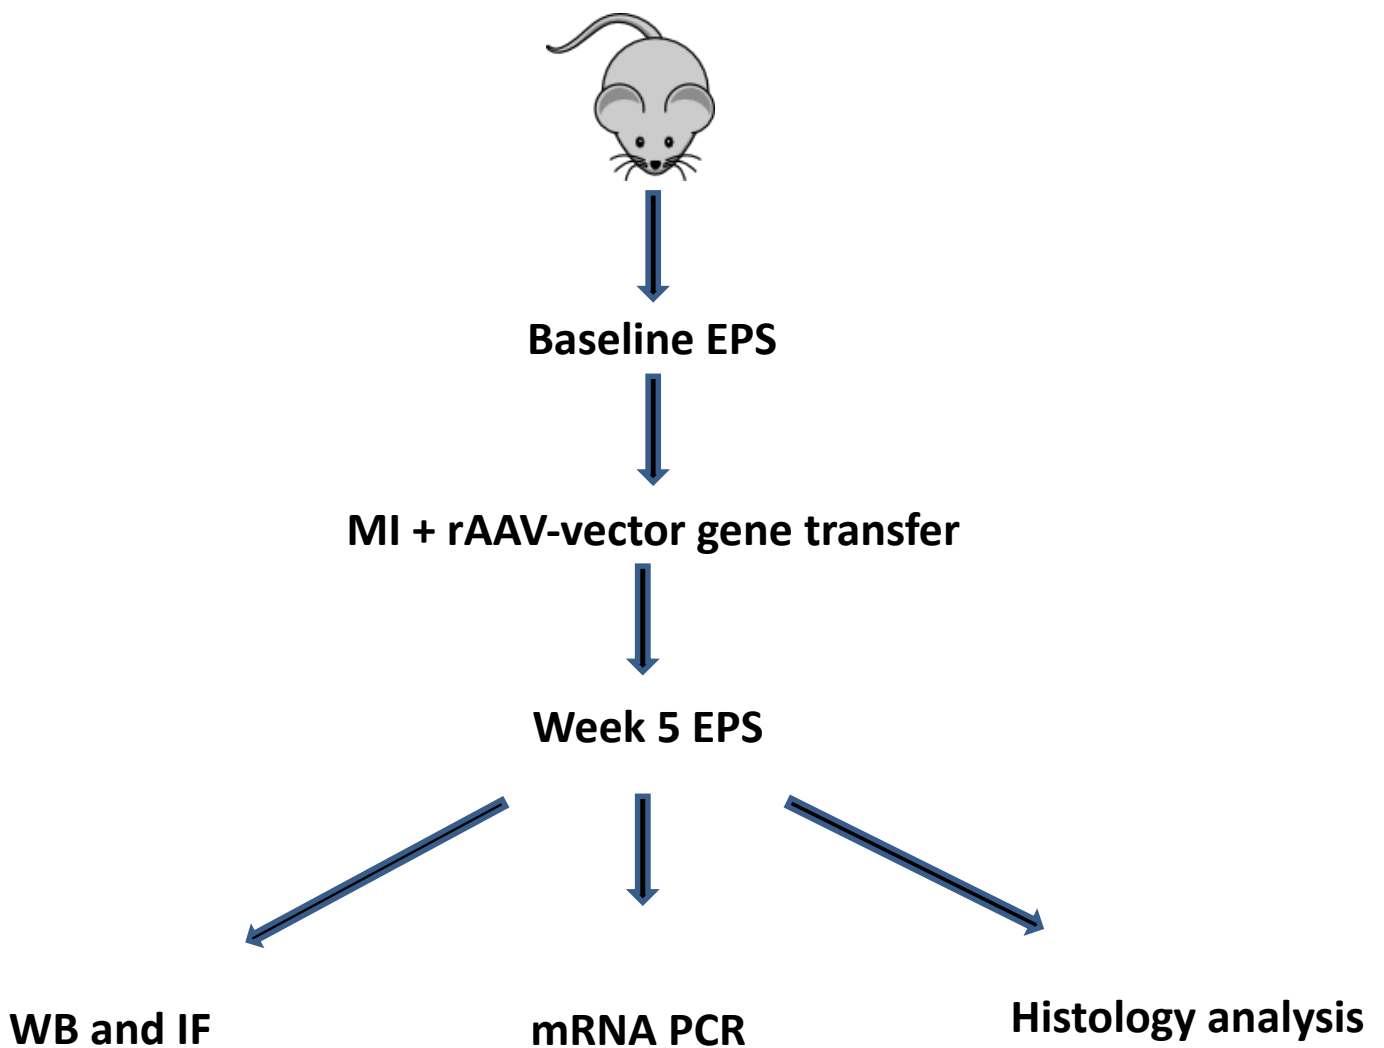 Baseline EPS
MI + rAAV-vector gene transfer
Week 5 EPS
WB and IF
mRNA PCR
Histology analysis